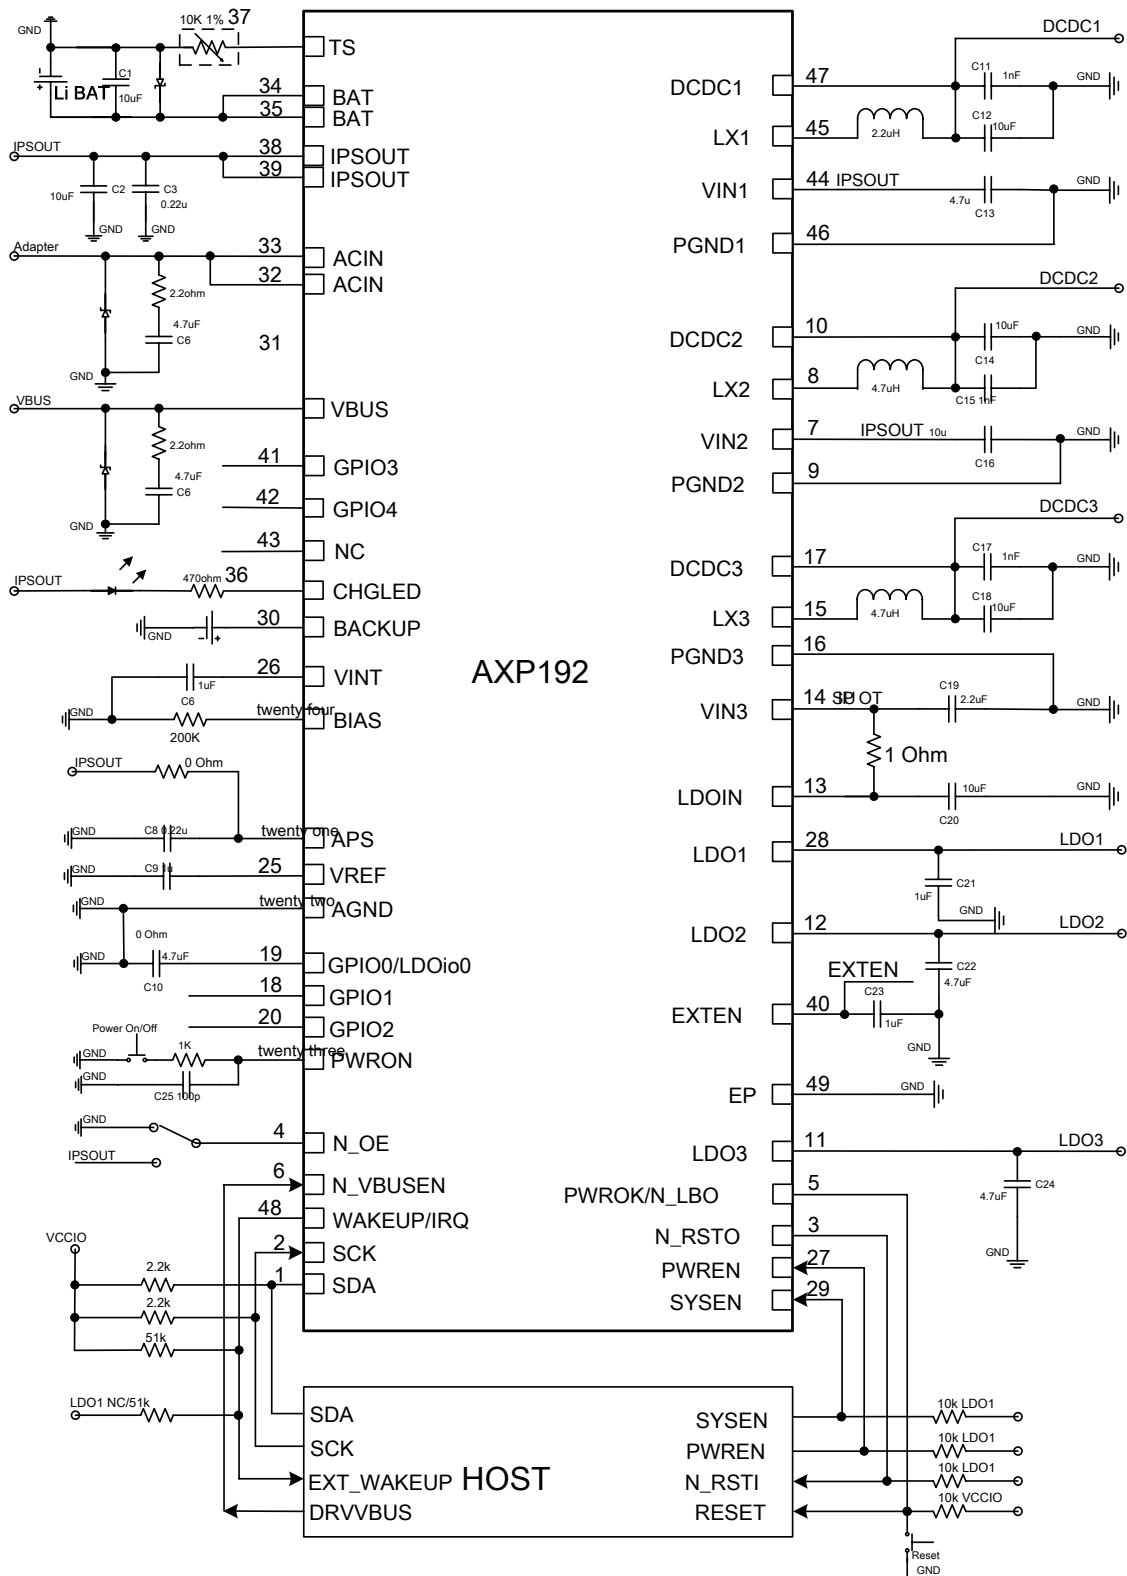 GND
10K 1% 37
TS
C1
10uF
Li BAT
34
BAT
35
BAT
IPSOUT
38
IPSOUT
39
IPSOUT
10uF
C2
C3
0.22u
GND
GND
Adapter
33
ACIN
32
ACIN
2.2ohm
4.7uF
C6
31
GND
VBUS
VBUS
2.2ohm
4.7uF
C6
GND
41
GPIO3
42
GPIO4
43
NC
IPSOUT
470ohm
36
CHGLED
GND
30
BACKUP
26
VINT
1uF
C6
GND
twenty four
BIAS
200K
IPSOUT
0 Ohm
GND
C8 0.22u
twenty one
APS
GND
C9 1u
25
VREF
GND
twenty two
AGND
0 Ohm
GND
4.7uF
C10
19
GPIO0/LDOio0
18
GPIO1
20
GPIO2
Power On/Off
GND
1K
twenty three
PWRON
GND
C25 100p
GND
4
N_OE
IPSOUT
6
N_VBUSEN
48
WAKEUP/IRQ
VCCIO
2
SCK
2.2k
1
SDA
2.2k
51k
LDO1 NC/51k
AXP192
DCDC1
47
DCDC1
C11
1nF
GND
45
LX1
2.2uH
C12
10uF
44 IPSOUT
VIN1
4.7u
C13
GND
46
PGND1
DCDC2
10
DCDC2
10uF
C14
GND
8
LX2
4.7uH
C15 1nF
7
VIN2
IPSOUT 10u
C16
GND
9
PGND2
DCDC3
17
DCDC3
C17
1nF
GND
15
LX3
4.7uH
C18
10uF
16
PGND3
14
VIN3
C19
2.2uF
GND
1 Ohm
13
LDOIN
10uF
C20
GND
28
LDO1
LDO1
C21
1uF
GND
12
LDO2
LDO2
C22
4.7uF
EXTEN
40
EXTEN
C23
1uF
GND
49
EP
GND
11
LDO3
LDO3
C24
4.7uF
GND
5
PWROK/N_LBO
3
N_RSTO
27
PWREN
29
SYSEN
SDA
SCK
EXT_WAKEUP
DRVVBUS
HOST
SYSEN
PWREN
N_RSTI
RESET
10k LDO1
10k LDO1
10k LDO1
10k VCCIO
Reset
GND